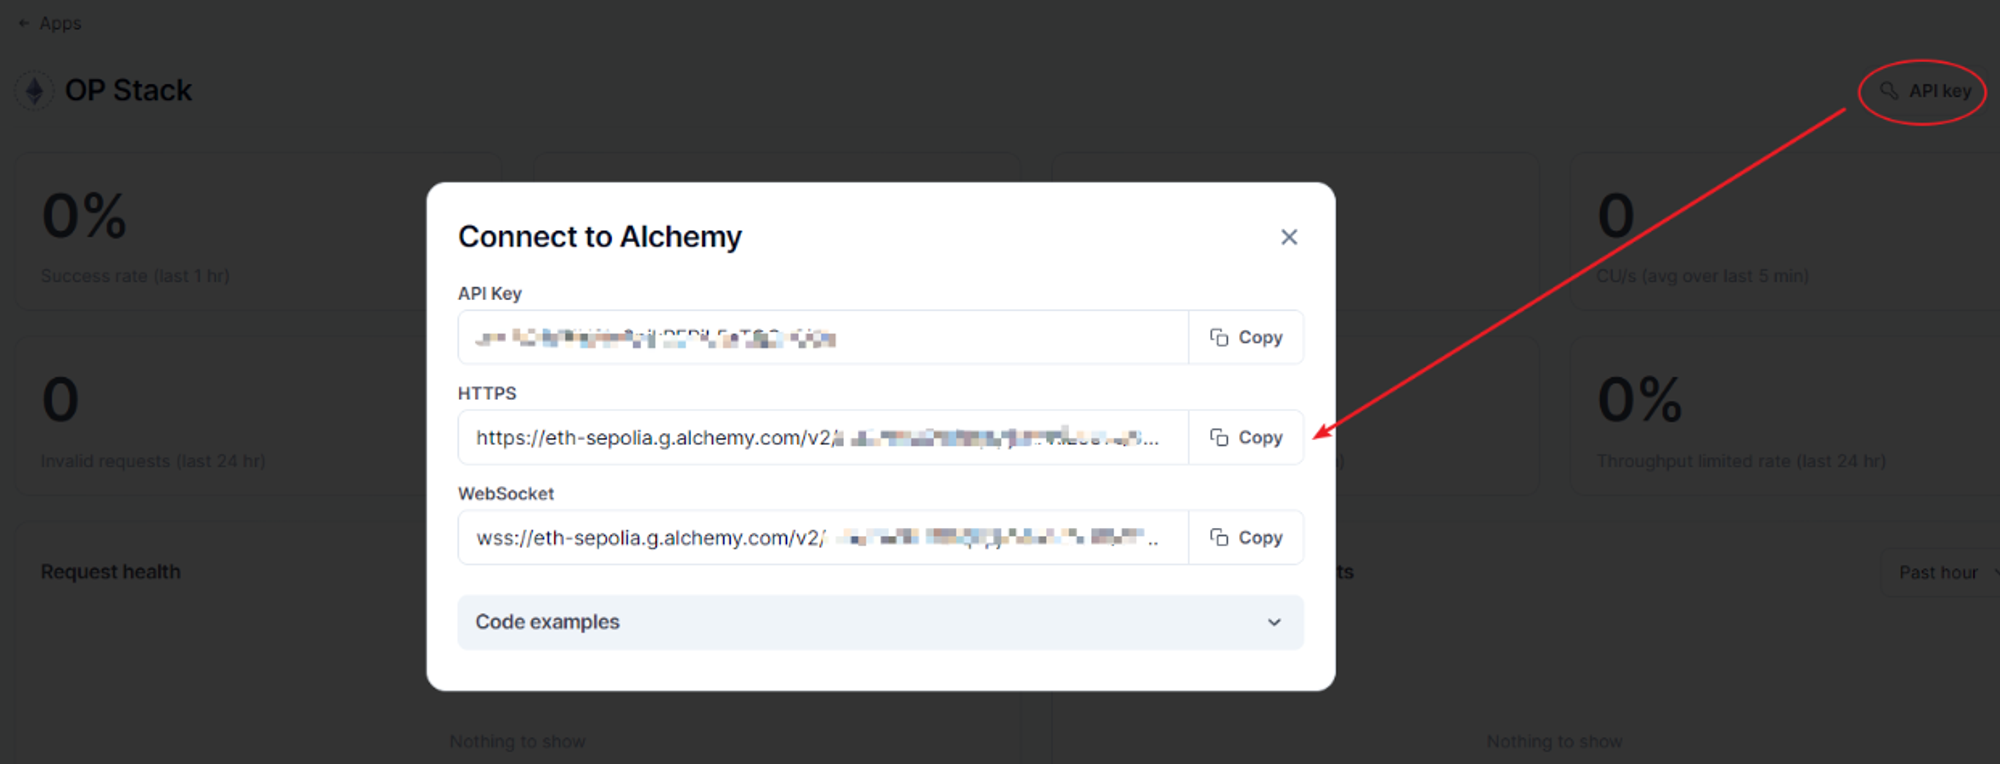 ← Apps
OP Stack
API key
0%
Success rate (last 1 hr)
0
CU/s (avg over last 5 min)
0
Invalid requests (last 24 hr)
0%
Throughput limited rate (last 24 hr)
Connect to Alchemy
API Key
Copy
HTTPS
https://eth-sepolia.g.alchemy.com/v2/ ...
Copy
WebSocket
wss://eth-sepolia.g.alchemy.com/v2/ ..
Copy
Code examples
Request health
ts
Past hour
Nothing to show
Nothing to show